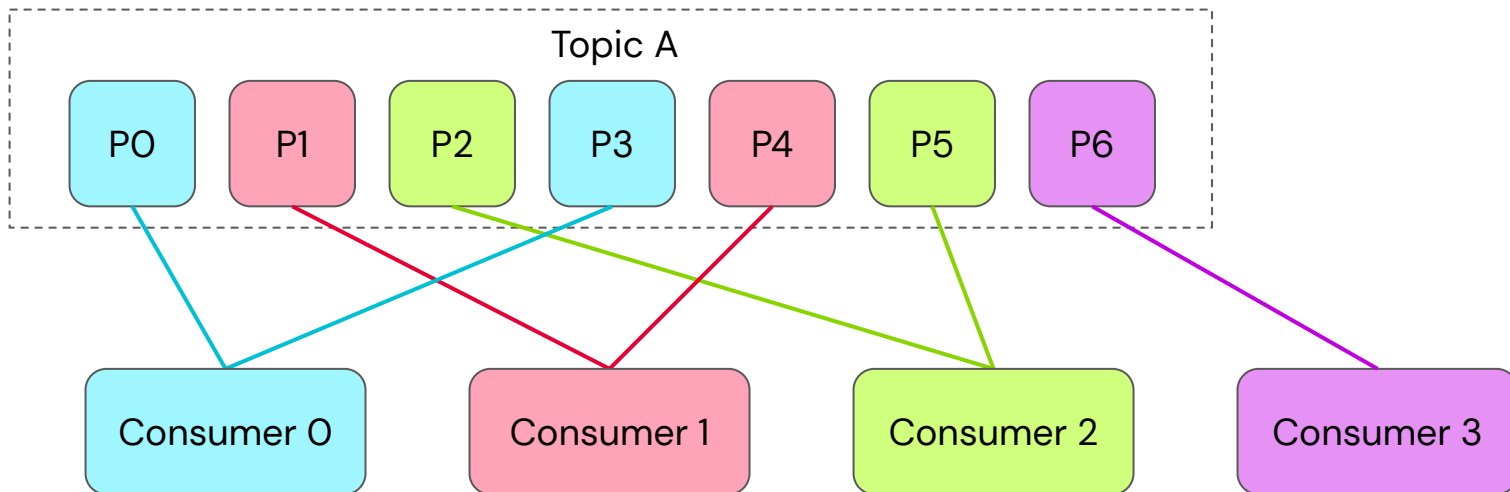 Topic A
P0
P1
P2
P3
P4
P5
P6
Consumer 0
Consumer 1
Consumer 2
Consumer 3